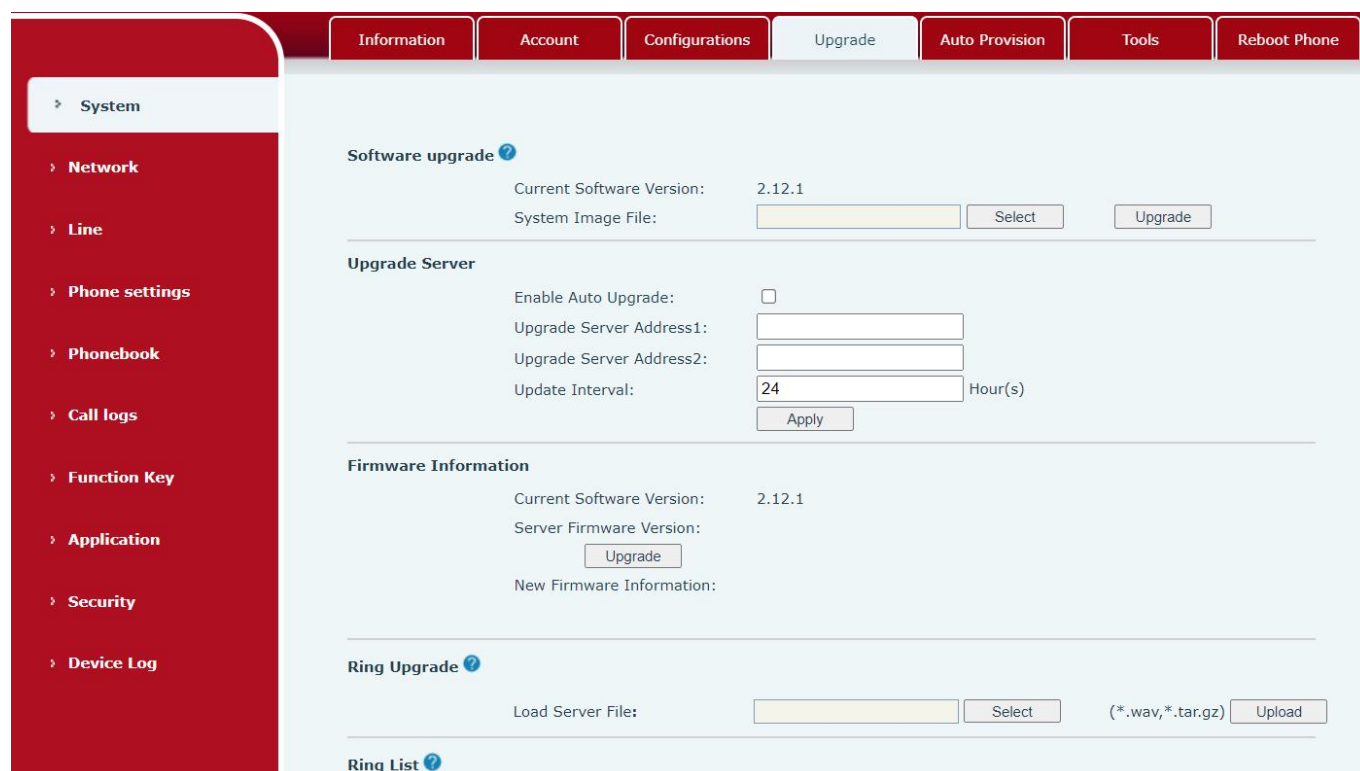 Information Account Configurations Upgrade Auto Provision Tools Reboot Phone
System
Network
Line
Phone settings
Phonebook
Call logs
Function Key
Application
Security
Device Log
Software upgrade ?
Current Software Version: 2.12.1
System Image File: Select Upgrade
Upgrade Server
Enable Auto Upgrade:
Upgrade Server Address1:
Upgrade Server Address2:
Update Interval: 24 Hour(s)
Apply
Firmware Information
Current Software Version: 2.12.1
Server Firmware Version:
Upgrade
New Firmware Information:
Ring Upgrade ?
Load Server File: Select (*.wav,*.tar.gz) Upload
Ring List ?